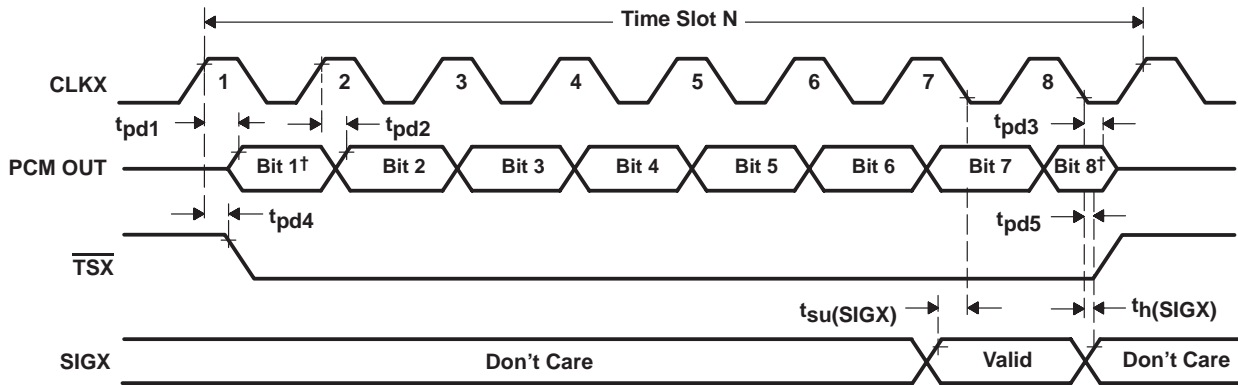 Time Slot N
CLKX
1 2 3 4 5 6 7 8
tpd1 tpd2 tpd3
PCM OUT
Bit 1† Bit 2 Bit 3 Bit 4 Bit 5 Bit 6 Bit 7 Bit 8†
tpd4 tpd5
TSX
tsu(SIGX) th(SIGX)
SIGX
Don't Care Valid Don't Care